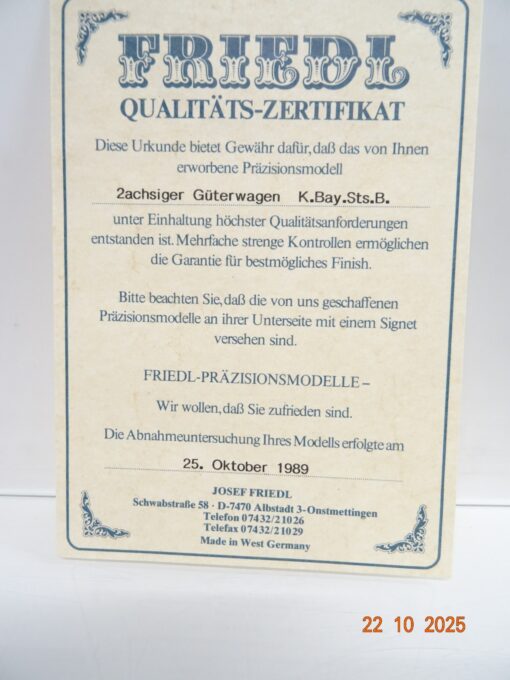 FRIEDL
QUALITÄTS-ZERTIFIKAT
Diese Urkunde bietet Gewähr dafür, daß das von Ihnen
erworbene Präzisionsmodell
2achsiger Güterwagen K.Bay.Sts.B.
unter Einhaltung höchster Qualitätsanforderungen
entstanden ist. Mehrfache strenge Kontrollen ermöglichen
die Garantie für bestmögliches Finish.
Bitte beachten Sie, daß die von uns geschaffenen
Präzisionsmodelle an ihrer Unterseite mit einem Signet
versehen sind.
FRIEDL-PRÄZISIONSMODELLE –
Wir wollen, daß Sie zufrieden sind.
Die Abnahmeuntersuchung Ihres Modells erfolgte am
25. Oktober 1989
JOSEF FRIEDL
Schwabstraße 58 · D-7470 Albstadt 3-Onstmettingen
Telefon 07432/21026
Telefax 07432/21029
Made in West Germany
22 10 2025